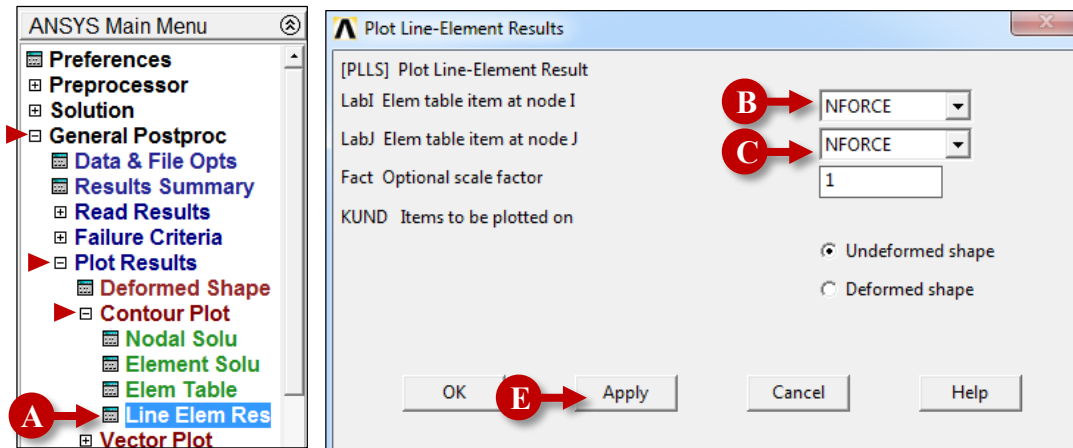 ANSYS Main Menu
Preferences
Preprocessor
Solution
General Postproc
Data & File Opts
Results Summary
Read Results
Failure Criteria
Plot Results
Deformed Shape
Contour Plot
Nodal Solu
Element Solu
Elem Table
A
Line Elem Res
Vector Plot
Plot Line-Element Results
[PLLS] Plot Line-Element Result
LabI Elem table item at node I
B
NFORCE
LabJ Elem table item at node J
C
NFORCE
Fact Optional scale factor
1
KUND Items to be plotted on
Undeformed shape
Deformed shape
OK
E
Apply
Cancel
Help